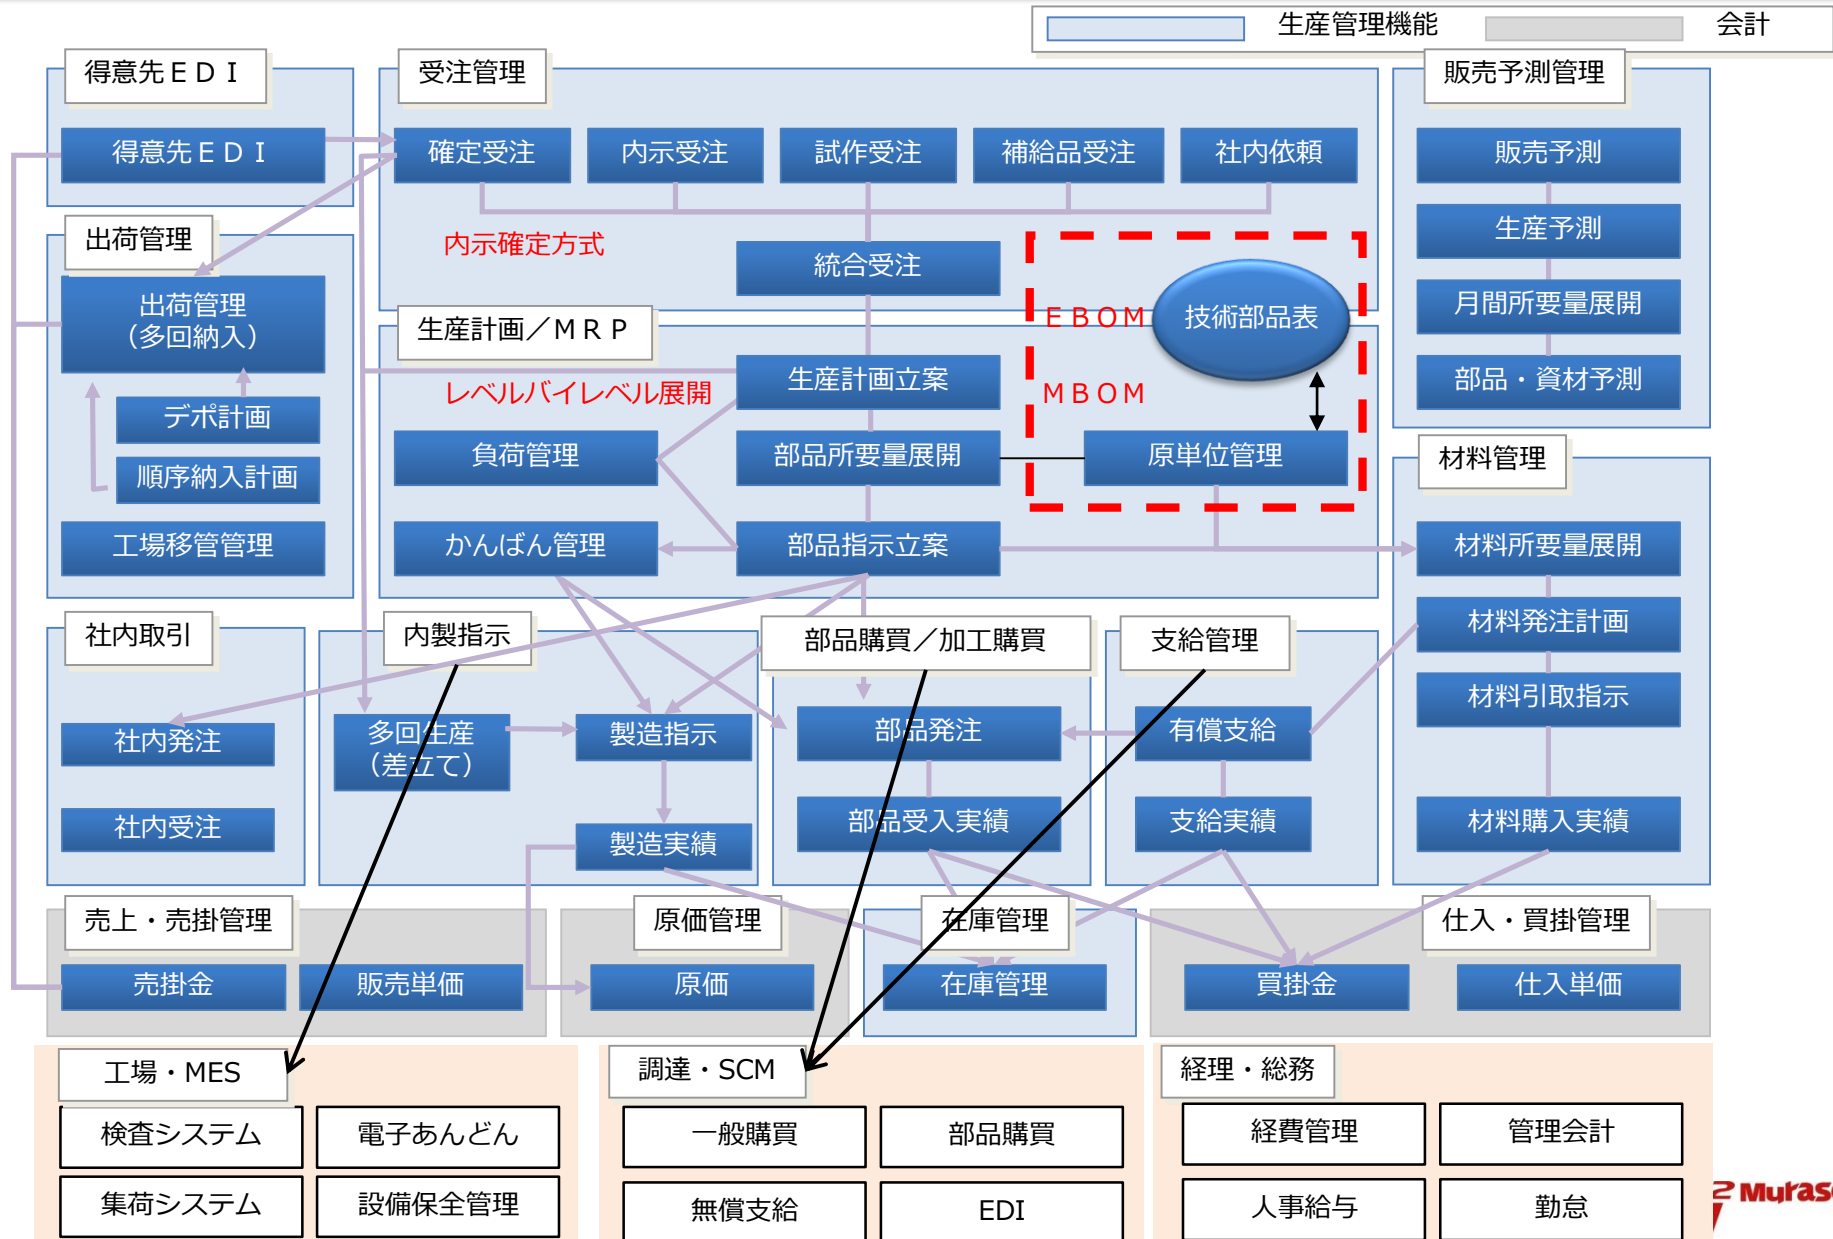 生産管理機能
会計
得意先ＥＤＩ
得意先ＥＤＩ
受注管理
確定受注
内示受注
試作受注
補給品受注
社内依頼
内示確定方式
統合受注
販売予測管理
販売予測
生産予測
月間所要量展開
部品・資材予測
出荷管理
出荷管理
（多回納入）
デポ計画
順序納入計画
工場移管管理
生産計画／ＭＲＰ
レベルバイレベル展開
生産計画立案
負荷管理
部品所要量展開
かんばん管理
部品指示立案
ＥＢＯＭ
技術部品表
ＭＢＯＭ
原単位管理
材料管理
材料所要量展開
材料発注計画
材料引取指示
材料購入実績
社内取引
社内発注
社内受注
内製指示
多回生産
（差立て）
製造指示
製造実績
部品購買／加工購買
部品発注
部品受入実績
支給管理
有償支給
支給実績
売上・売掛管理
売掛金
販売単価
原価管理
原価
在庫管理
在庫管理
仕入・買掛管理
買掛金
仕入単価
工場・MES
検査システム
電子あんどん
集荷システム
設備保全管理
調達・SCM
一般購買
部品購買
無償支給
EDI
経理・総務
経費管理
管理会計
人事給与
勤怠